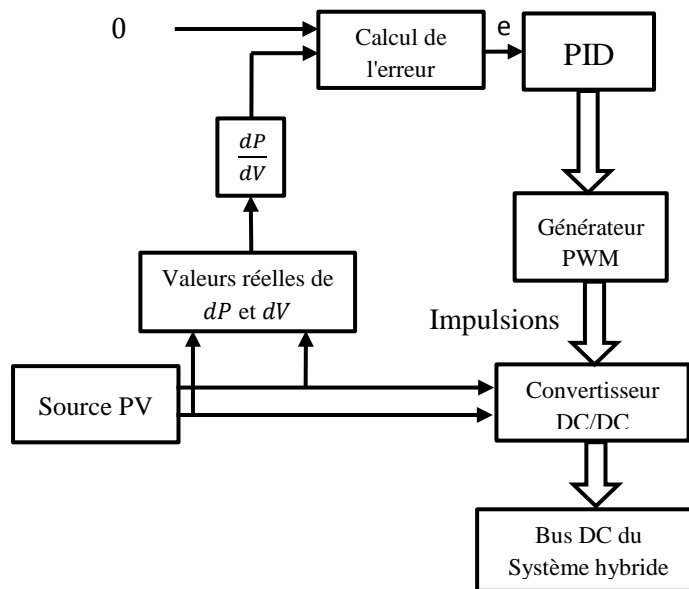 0
Calcul de
l'erreur
e
PID
dP
dV
Générateur
PWM
Valeurs réelles de
dP et dV
Impulsions
Source PV
Convertisseur
DC/DC
Bus DC du
Système hybride